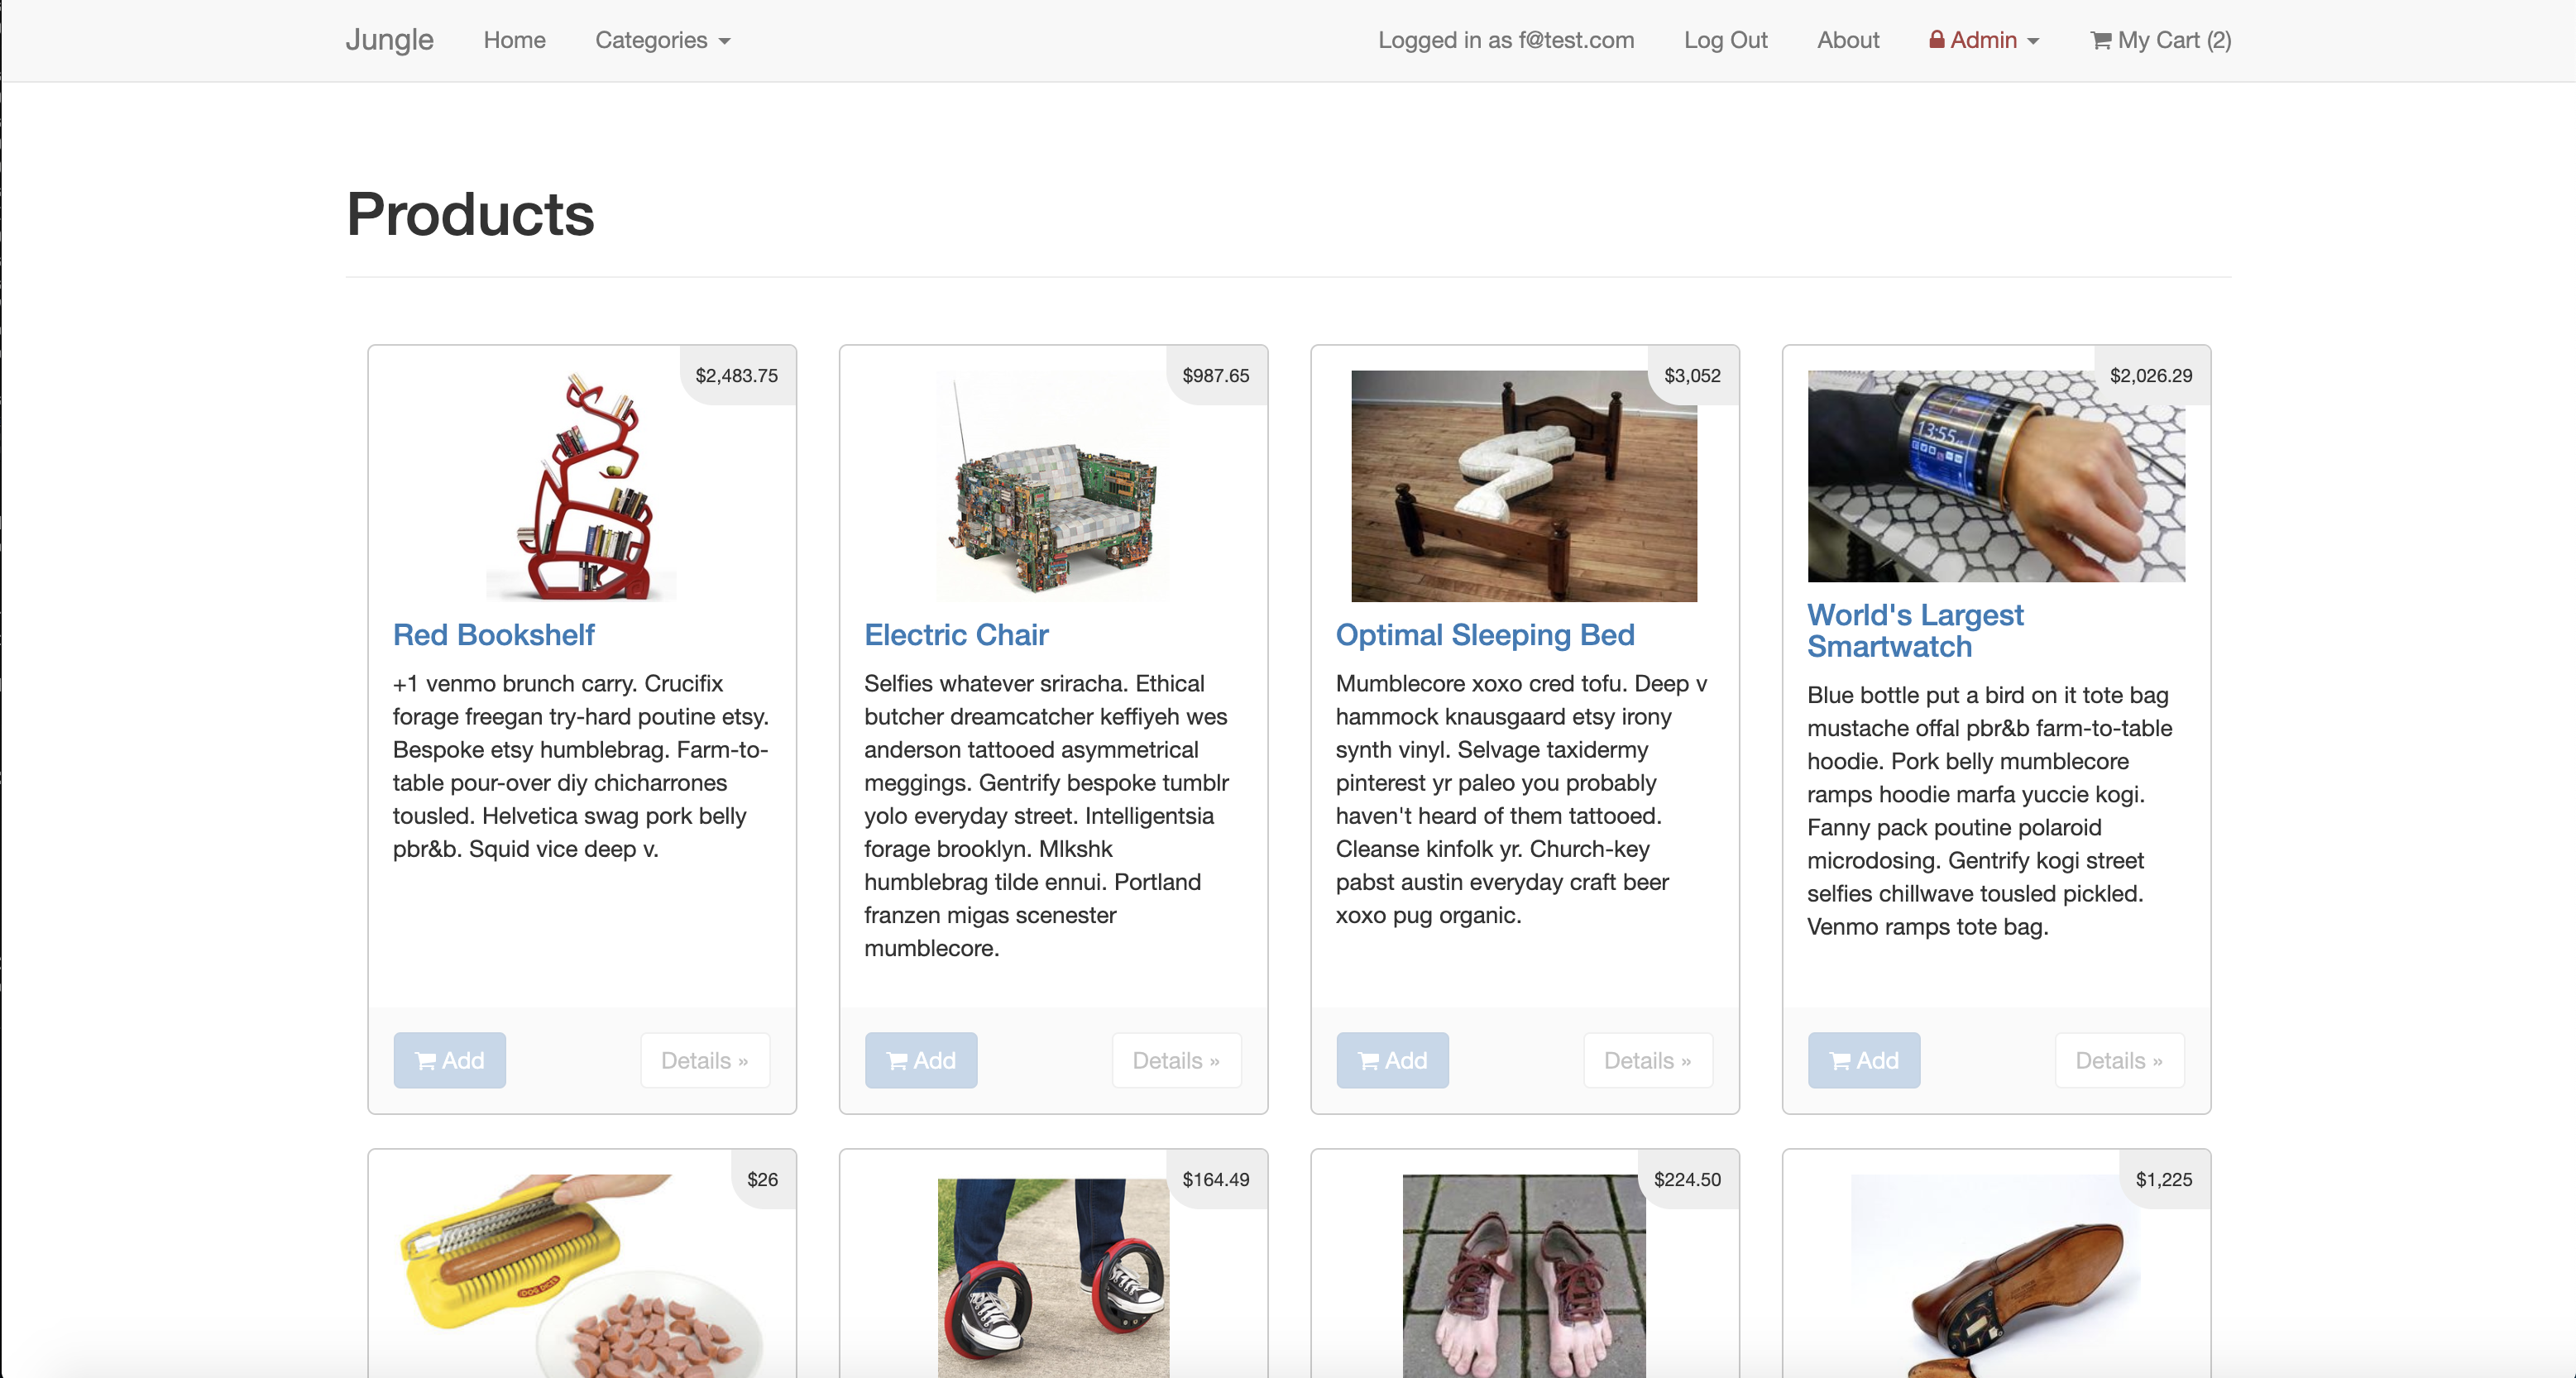 Jungle Home Categories Logged in as f@test.com Log Out About Admin My Cart (2)
Products
$2,483.75
Red Bookshelf
+1 venmo brunch carry. Crucifix
forage freegan try-hard poutine etsy.
Bespoke etsy humblebrag. Farm-to-
table pour-over diy chicharrones
tousled. Helvetica swag pork belly
pbr&b. Squid vice deep v.
Add Details »
$987.65
Electric Chair
Selfies whatever sriracha. Ethical
butcher dreamcatcher keffiyeh wes
anderson tattooed asymmetrical
meggings. Gentrify bespoke tumblr
yolo everyday street. Intelligentsia
forage brooklyn. Mlkshk
humblebrag tilde ennui. Portland
franzen migas scenester
mumblecore.
Add Details »
$3,052
Optimal Sleeping Bed
Mumblecore xoxo cred tofu. Deep v
hammock knausgaard etsy irony
synth vinyl. Selvage taxidermy
pinterest yr paleo you probably
haven't heard of them tattooed.
Cleanse kinfolk yr. Church-key
pabst austin everyday craft beer
xoxo pug organic.
Add Details »
$2,026.29
13:55
World's Largest
Smartwatch
Blue bottle put a bird on it tote bag
mustache offal pbr&b farm-to-table
hoodie. Pork belly mumblecore
ramps hoodie marfa yuccie kogi.
Fanny pack poutine polaroid
microdosing. Gentrify kogi street
selfies chillwave tousled pickled.
Venmo ramps tote bag.
Add Details »
$26
$164.49
$224.50
$1,225